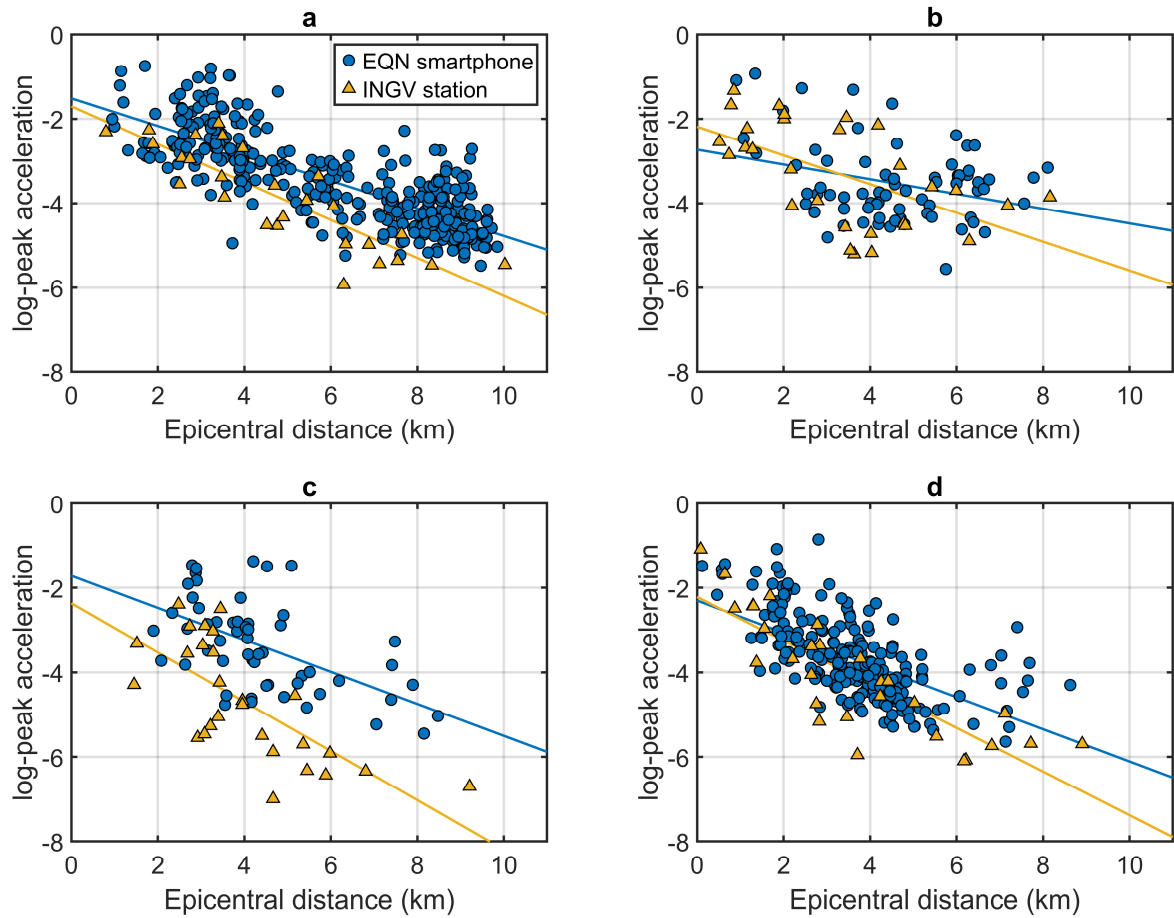 a
0
-2
-4
-6
-8
log-peak acceleration
EQN smartphone
INGV station
0 2 4 6 8 10
Epicentral distance (km)
b
0
-2
-4
-6
-8
log-peak acceleration
0 2 4 6 8 10
Epicentral distance (km)
c
0
-2
-4
-6
-8
log-peak acceleration
0 2 4 6 8 10
Epicentral distance (km)
d
0
-2
-4
-6
-8
log-peak acceleration
0 2 4 6 8 10
Epicentral distance (km)